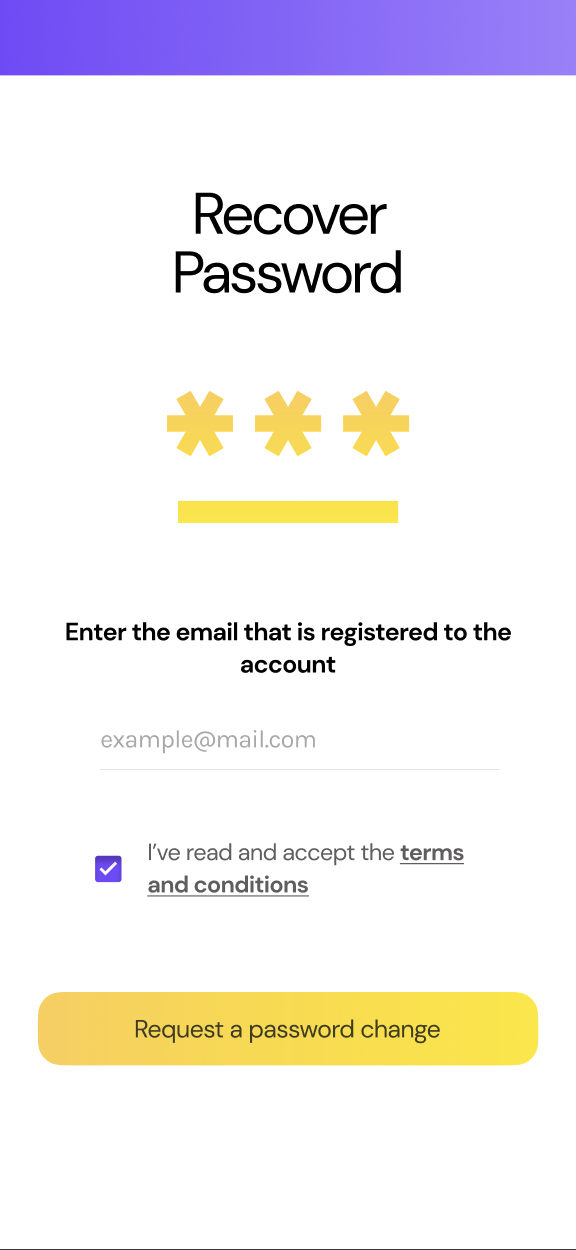 Recover
Password
***
Enter the email that is registered to the
account
example@mail.com
I’ve read and accept the terms
and conditions
Request a password change